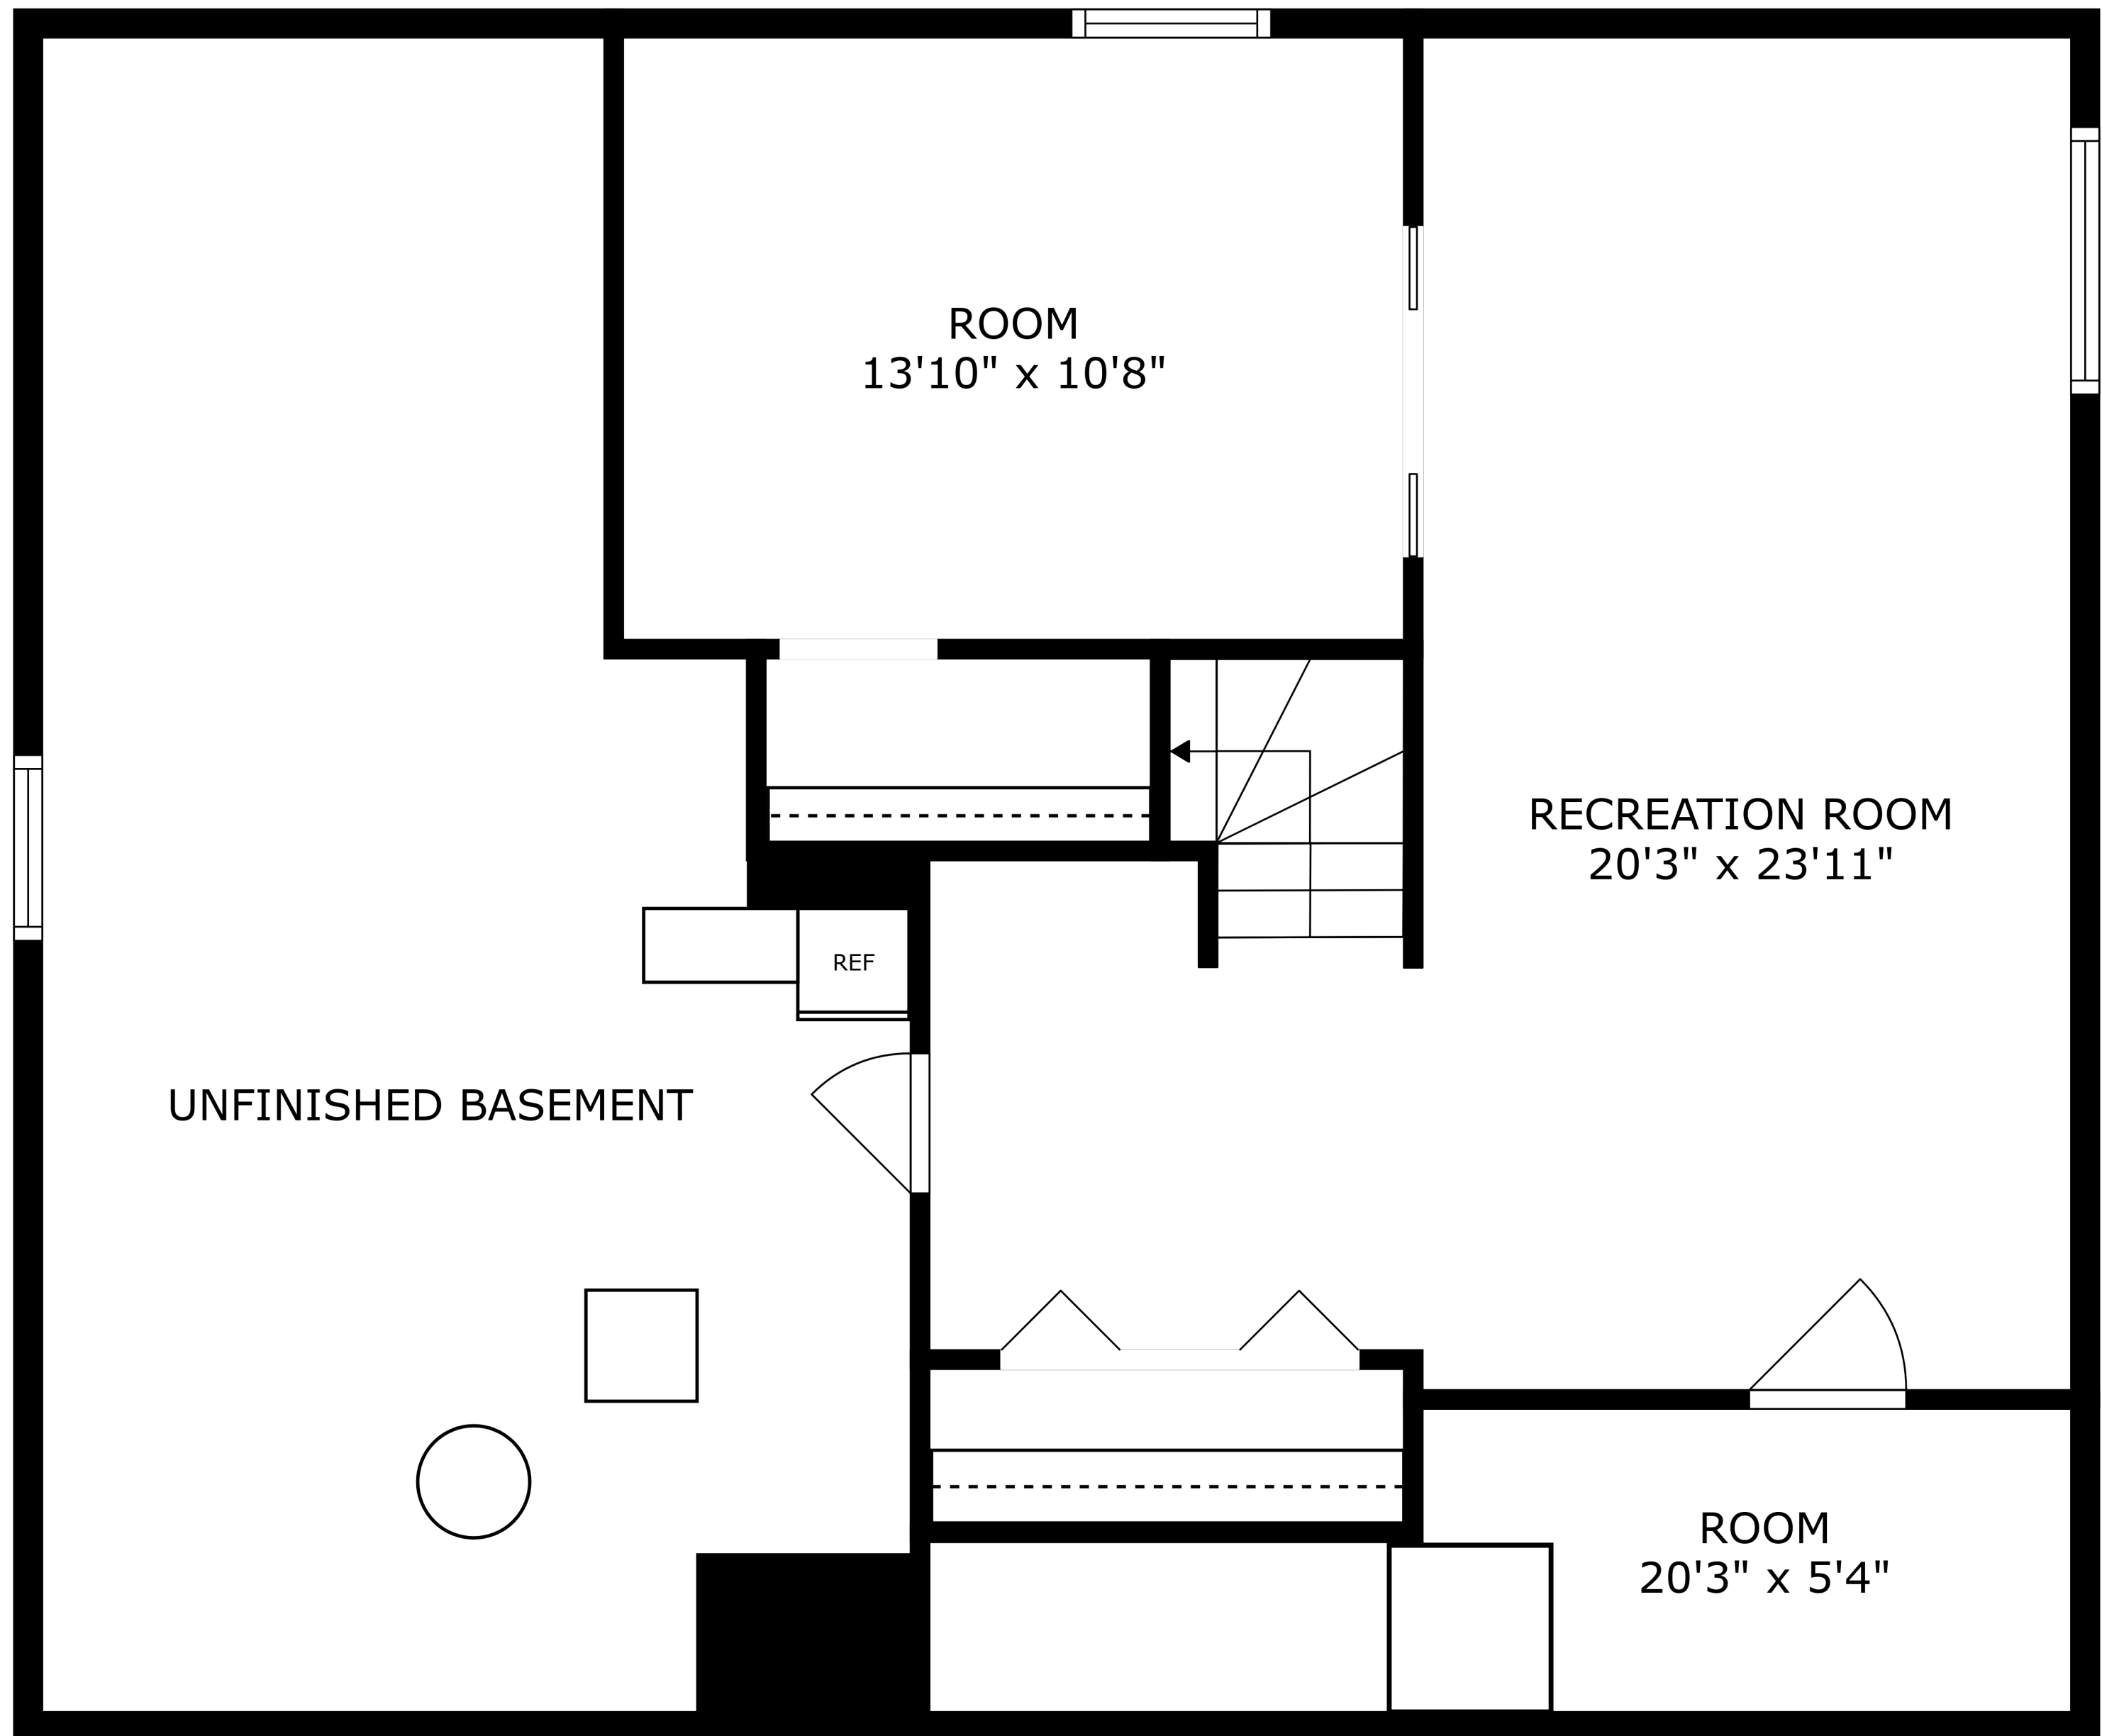 ROOM
13'10" x 10'8"
RECREATION ROOM
20'3" x 23'11"
REF
UNFINISHED BASEMENT
ROOM
20'3" x 5'4"